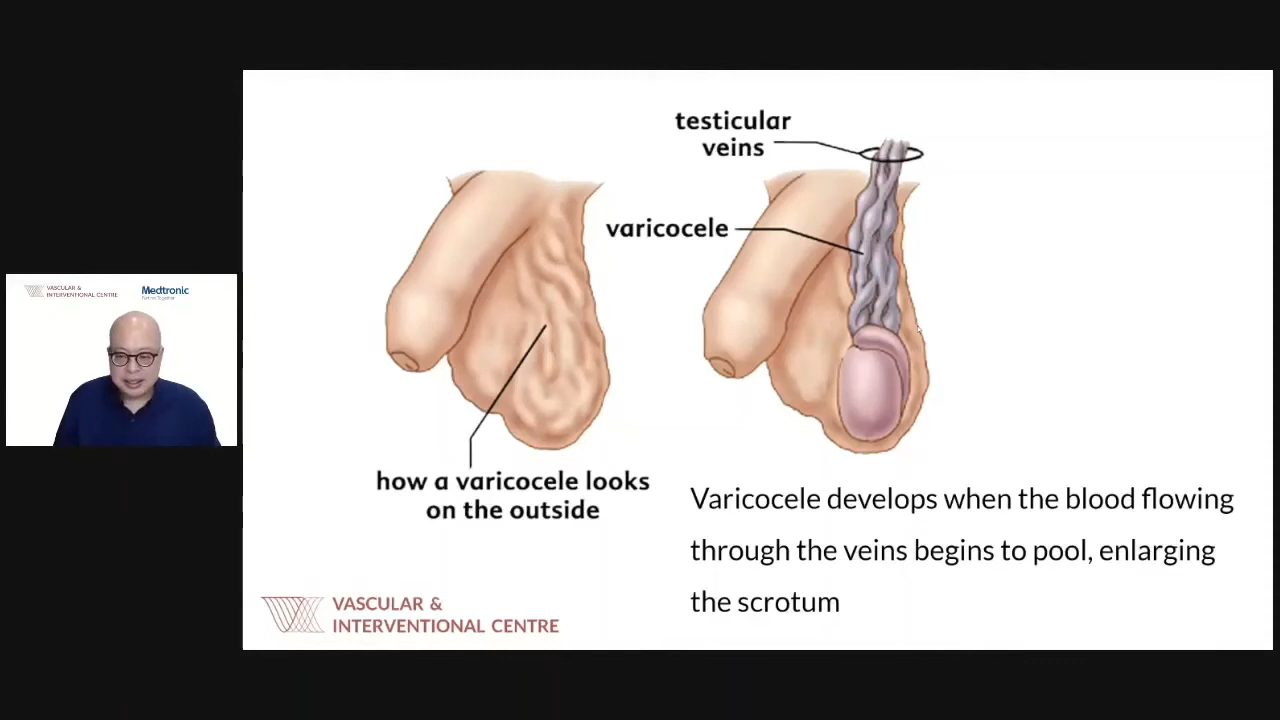 VASCULAR &
INTERVENTIONAL CENTRE
Medtronic
testicular
veins
varicocele
how a varicocele looks
on the outside
Varicocele develops when the blood flowing
through the veins begins to pool, enlarging
the scrotum
VASCULAR &
INTERVENTIONAL CENTRE